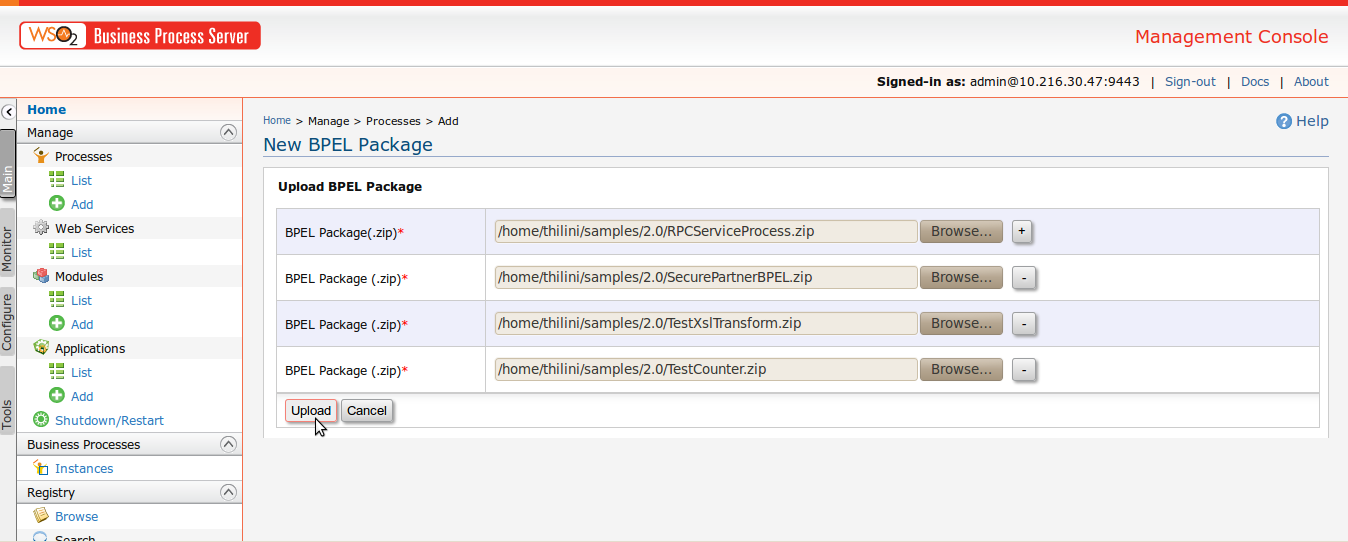 WSO2 Business Process Server
Management Console
Signed-in as: admin@10.216.30.47:9443 | Sign-out | Docs | About
Main
Monitor
Configure
Tools
Home
Manage
Processes
List
Add
Web Services
List
Modules
List
Add
Applications
List
Add
Shutdown/Restart
Business Processes
Instances
Registry
Browse
Search
Home > Manage > Processes > Add
? Help
New BPEL Package
Upload BPEL Package
BPEL Package(.zip)* /home/thilini/samples/2.0/RPCServiceProcess.zip Browse... +
BPEL Package (.zip)* /home/thilini/samples/2.0/SecurePartnerBPEL.zip Browse... -
BPEL Package (.zip)* /home/thilini/samples/2.0/TestXslTransform.zip Browse... -
BPEL Package (.zip)* /home/thilini/samples/2.0/TestCounter.zip Browse... -
Upload Cancel